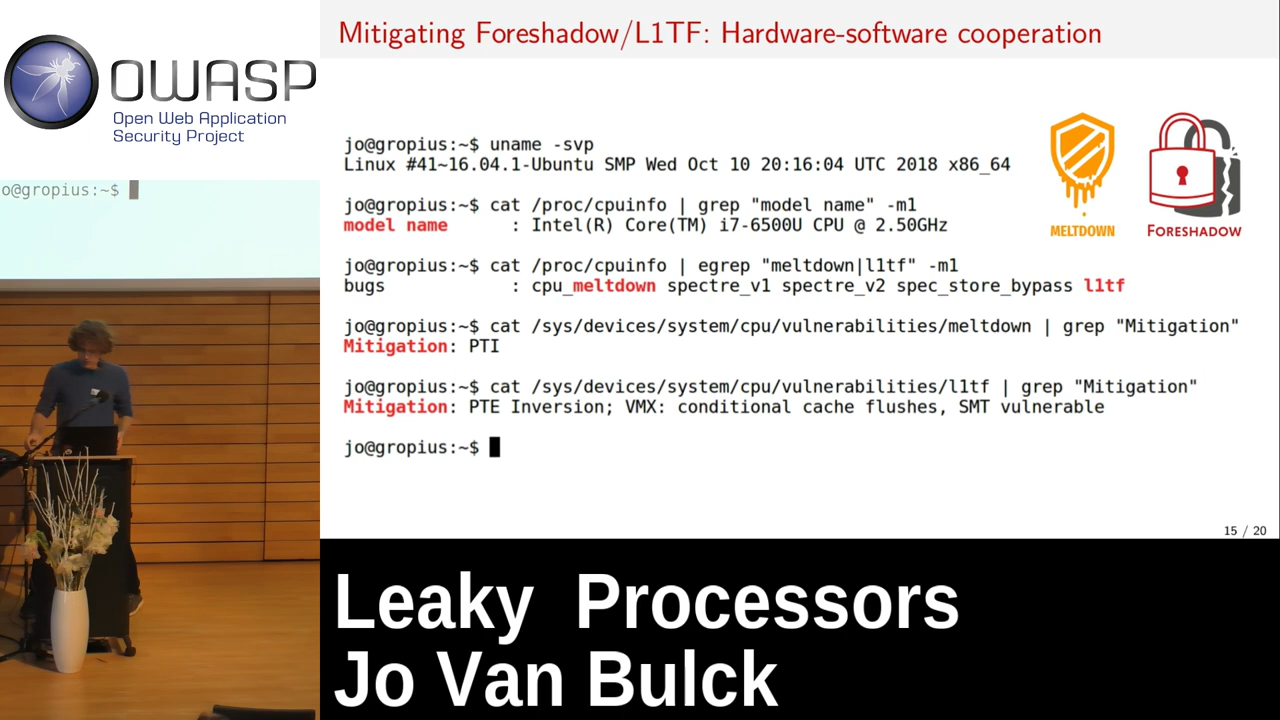 OWASP
Open Web Application
Security Project
jo@gropius:~$
Mitigating Foreshadow/L1TF: Hardware-software cooperation
jo@gropius:~$ uname -svp
Linux #41~16.04.1-Ubuntu SMP Wed Oct 10 20:16:04 UTC 2018 x86_64
jo@gropius:~$ cat /proc/cpuinfo | grep "model name" -m1
model name      : Intel(R) Core(TM) i7-6500U CPU @ 2.50GHz
jo@gropius:~$ cat /proc/cpuinfo | egrep "meltdown|l1tf" -m1
bugs            : cpu_meltdown spectre_v1 spectre_v2 spec_store_bypass l1tf
jo@gropius:~$ cat /sys/devices/system/cpu/vulnerabilities/meltdown | grep "Mitigation"
Mitigation: PTI
jo@gropius:~$ cat /sys/devices/system/cpu/vulnerabilities/l1tf | grep "Mitigation"
Mitigation: PTE Inversion; VMX: conditional cache flushes, SMT vulnerable
jo@gropius:~$
MELTDOWN
FORESHADOW
15 / 20
Leaky Processors
Jo Van Bulck